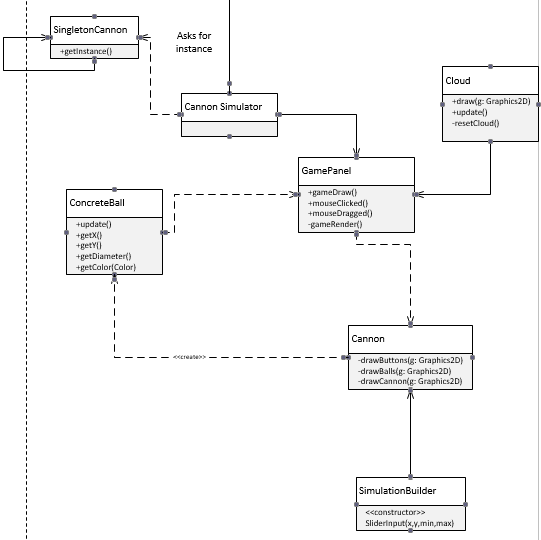 SingletonCannon
+getInstance()
Asks for
instance
Cannon Simulator
Cloud
+draw(g: Graphics2D)
+update()
-resetCloud()
GamePanel
+gameDraw()
+mouseClicked()
+mouseDragged()
-gameRender()
ConcreteBall
+update()
+getX()
+getY()
+getDiameter()
+getColor(Color)
<<create>>
Cannon
-drawButtons(g: Graphics2D)
-drawBalls(g: Graphics2D)
-drawCannon(g: Graphics2D)
SimulationBuilder
<<constructor>>
SliderInput(x,y,min,max)